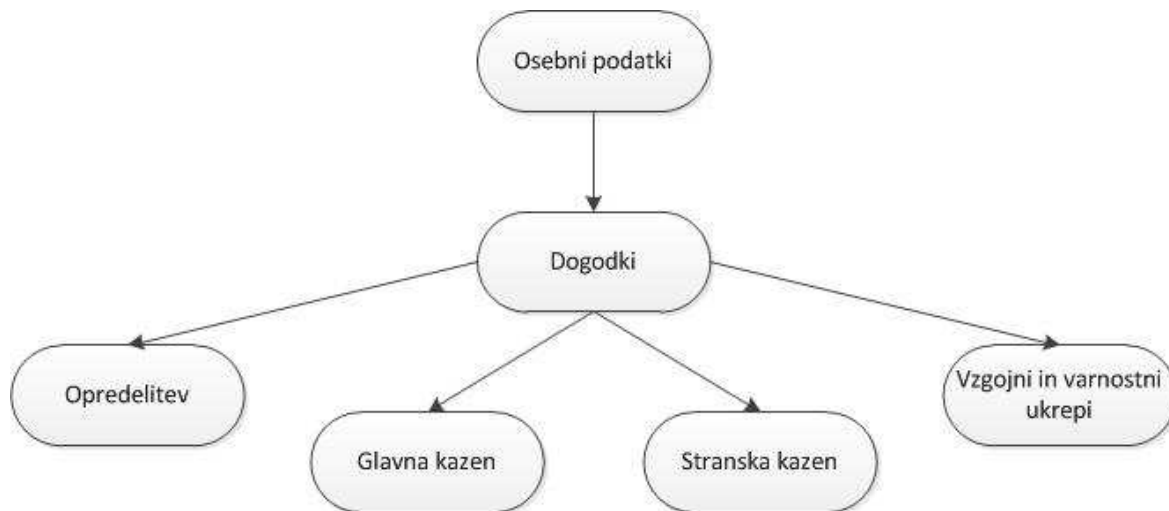 Osebni podatki
Dogodki
Opredelitev
Glavna kazen
Stranska kazen
Vzgojni in varnostni
ukrepi